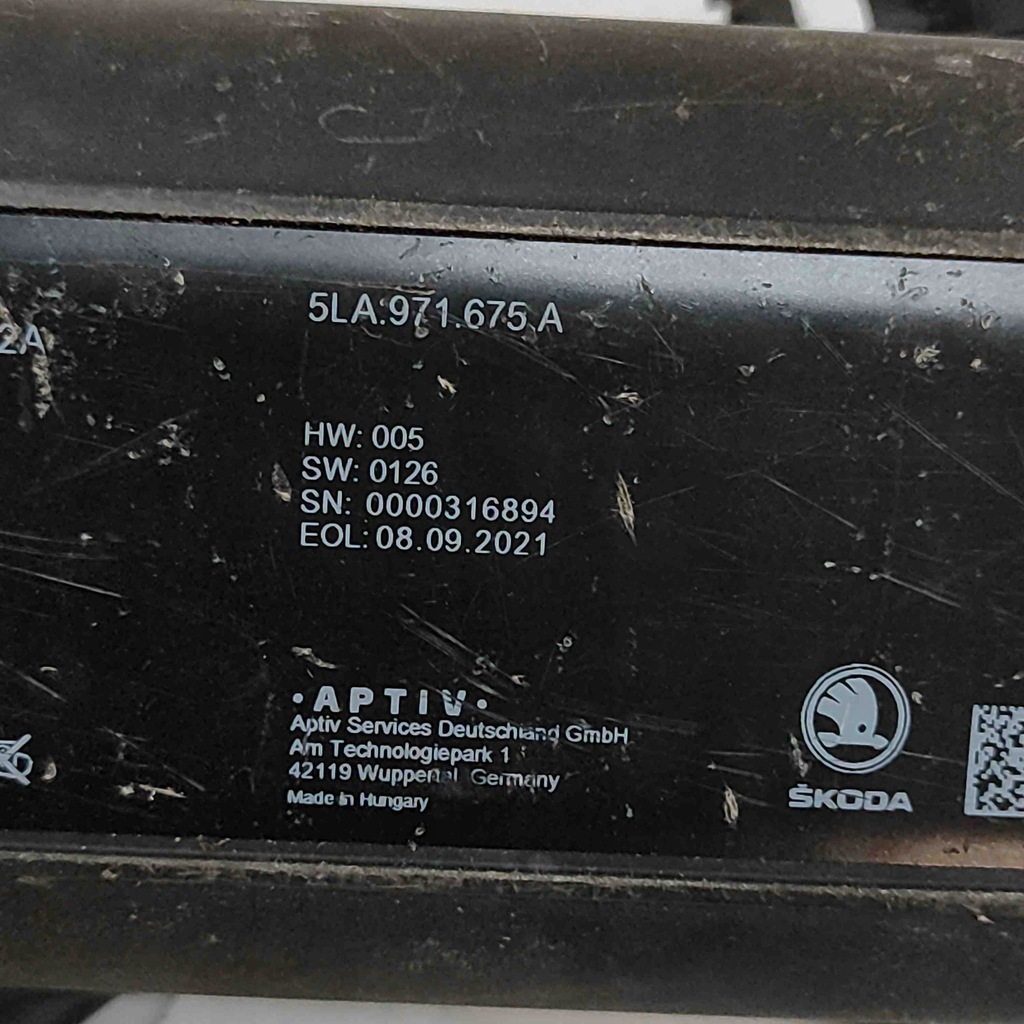 5LA.971.675 A
2A
HW: 005
SW: 0126
SN: 0000316894
EOL: 08.09.2021
·APTIV·
Aptiv Services Deutschland GmbH
Am Technologiepark 1
42119 Wuppertal Germany
Made in Hungary
ŠKODA